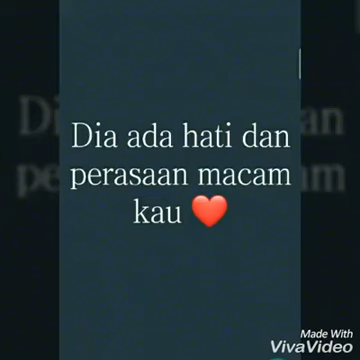 Dia ada hati dan
perasaan macam
kau ❤️
Made With
VivaVideo